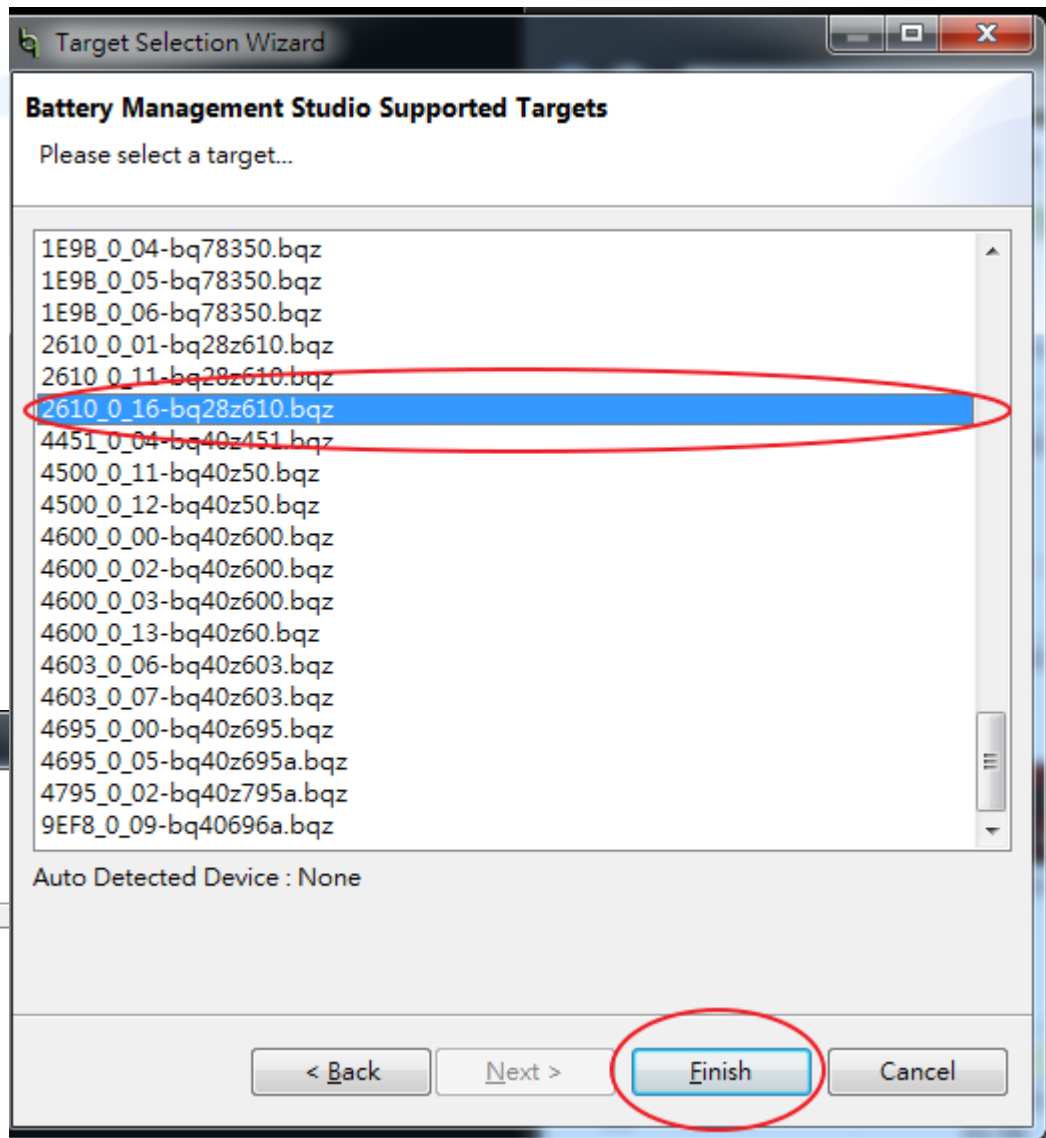 Target Selection Wizard
Battery Management Studio Supported Targets
Please select a target...
1E9B_0_04-bq78350.bqz
1E9B_0_05-bq78350.bqz
1E9B_0_06-bq78350.bqz
2610_0_01-bq28z610.bqz
2610_0_11-bq28z610.bqz
2610_0_16-bq28z610.bqz
4451_0_04-bq40z451.bqz
4500_0_11-bq40z50.bqz
4500_0_12-bq40z50.bqz
4600_0_00-bq40z600.bqz
4600_0_02-bq40z600.bqz
4600_0_03-bq40z600.bqz
4600_0_13-bq40z60.bqz
4603_0_06-bq40z603.bqz
4603_0_07-bq40z603.bqz
4695_0_00-bq40z695.bqz
4695_0_05-bq40z695a.bqz
4795_0_02-bq40z795a.bqz
9EF8_0_09-bq40696a.bqz
Auto Detected Device : None
< Back Next > Finish Cancel